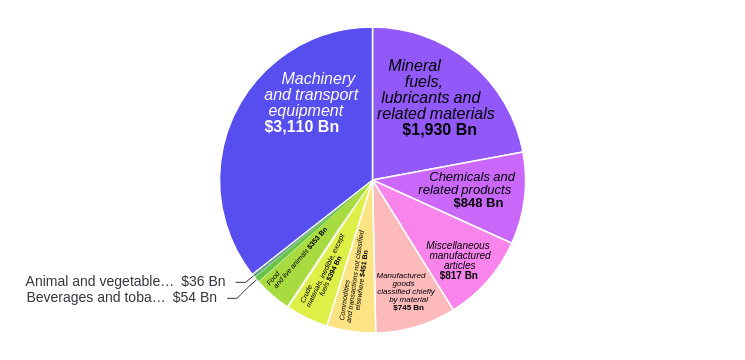 Machinery
and transport
equipment
$3,110 Bn
Mineral
fuels,
lubricants and
related materials
$1,930 Bn
Chemicals and
related products
$848 Bn
Miscellaneous
manufactured
articles
$817 Bn
Manufactured
goods
classified chiefly
by material
$745 Bn
Commodities
and transactions not classified
elsewhere $451 Bn
Crude
materials, inedible, except
fuels $394 Bn
Food
and live animals $353 Bn
Animal and vegetable… $36 Bn
Beverages and toba… $54 Bn